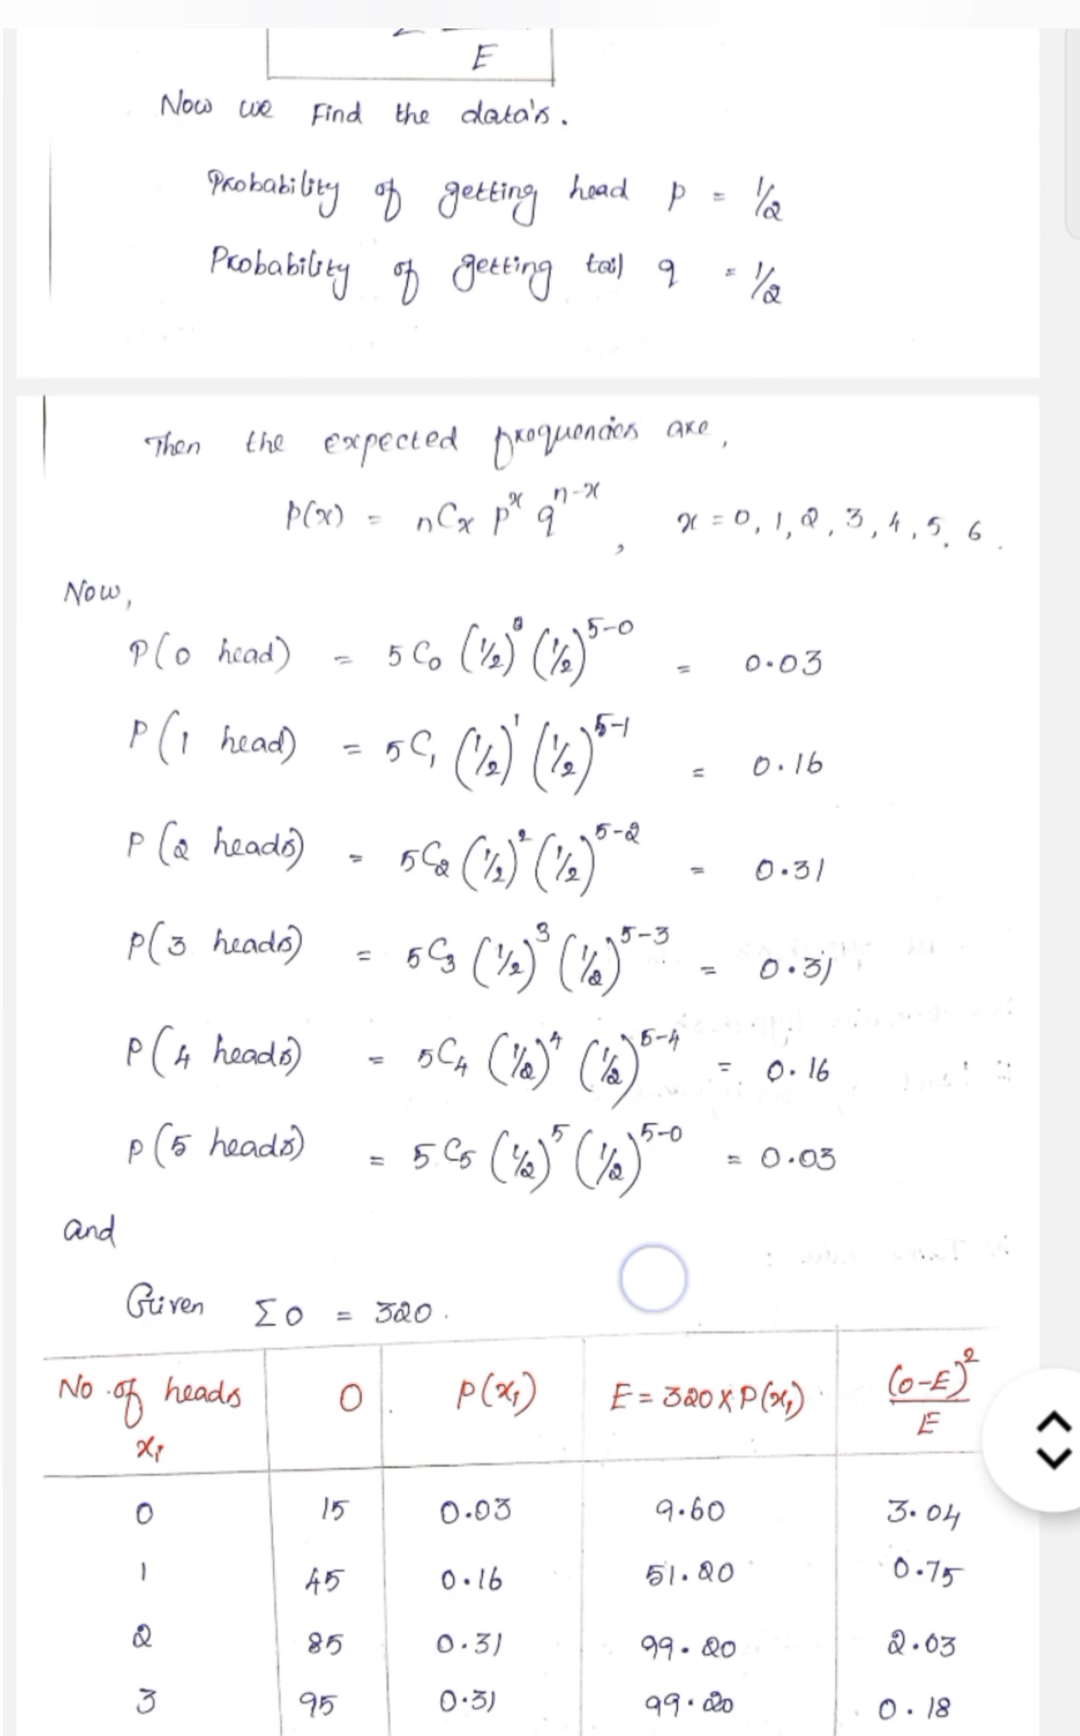 E
Now we Find the data's.
Probability of getting head p = 1/2
Probability of getting tail q = 1/2
Then the expected frequencies are,
P(x) = nCx p^x q^n-x, x = 0, 1, 2, 3, 4, 5, 6.
Now,
P(0 head) = 5C0 (1/2)^0 (1/2)^5-0 = 0.03
P(1 head) = 5C1 (1/2)^1 (1/2)^5-1 = 0.16
P(2 heads) = 5C2 (1/2)^2 (1/2)^5-2 = 0.31
P(3 heads) = 5C3 (1/2)^3 (1/2)^5-3 = 0.31
P(4 heads) = 5C4 (1/2)^4 (1/2)^5-4 = 0.16
P(5 heads) = 5C5 (1/2)^5 (1/2)^5-0 = 0.03
and
Given ΣO = 320.
No of heads xi | O | P(xi) | E = 320 x P(xi) | (O-E)^2 / E
0 15 0.03 9.60 3.04
1 45 0.16 51.20 0.75
2 85 0.31 99.20 2.03
3 95 0.31 99.20 0.18